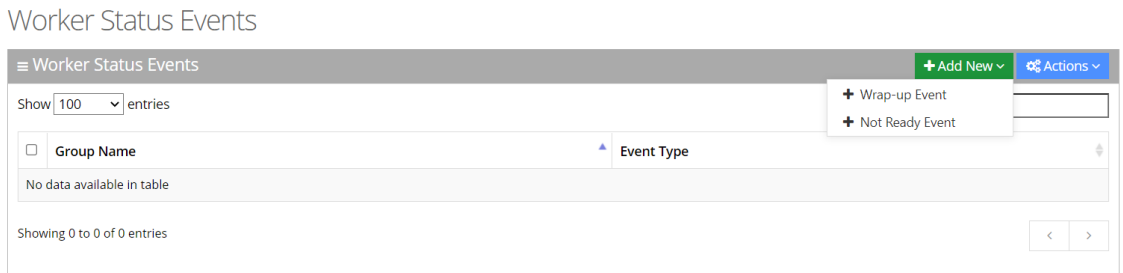 Worker Status Events
Worker Status Events
Add New
Actions
Show 100 entries
Wrap-up Event
Not Ready Event
Group Name
Event Type
No data available in table
Showing 0 to 0 of 0 entries